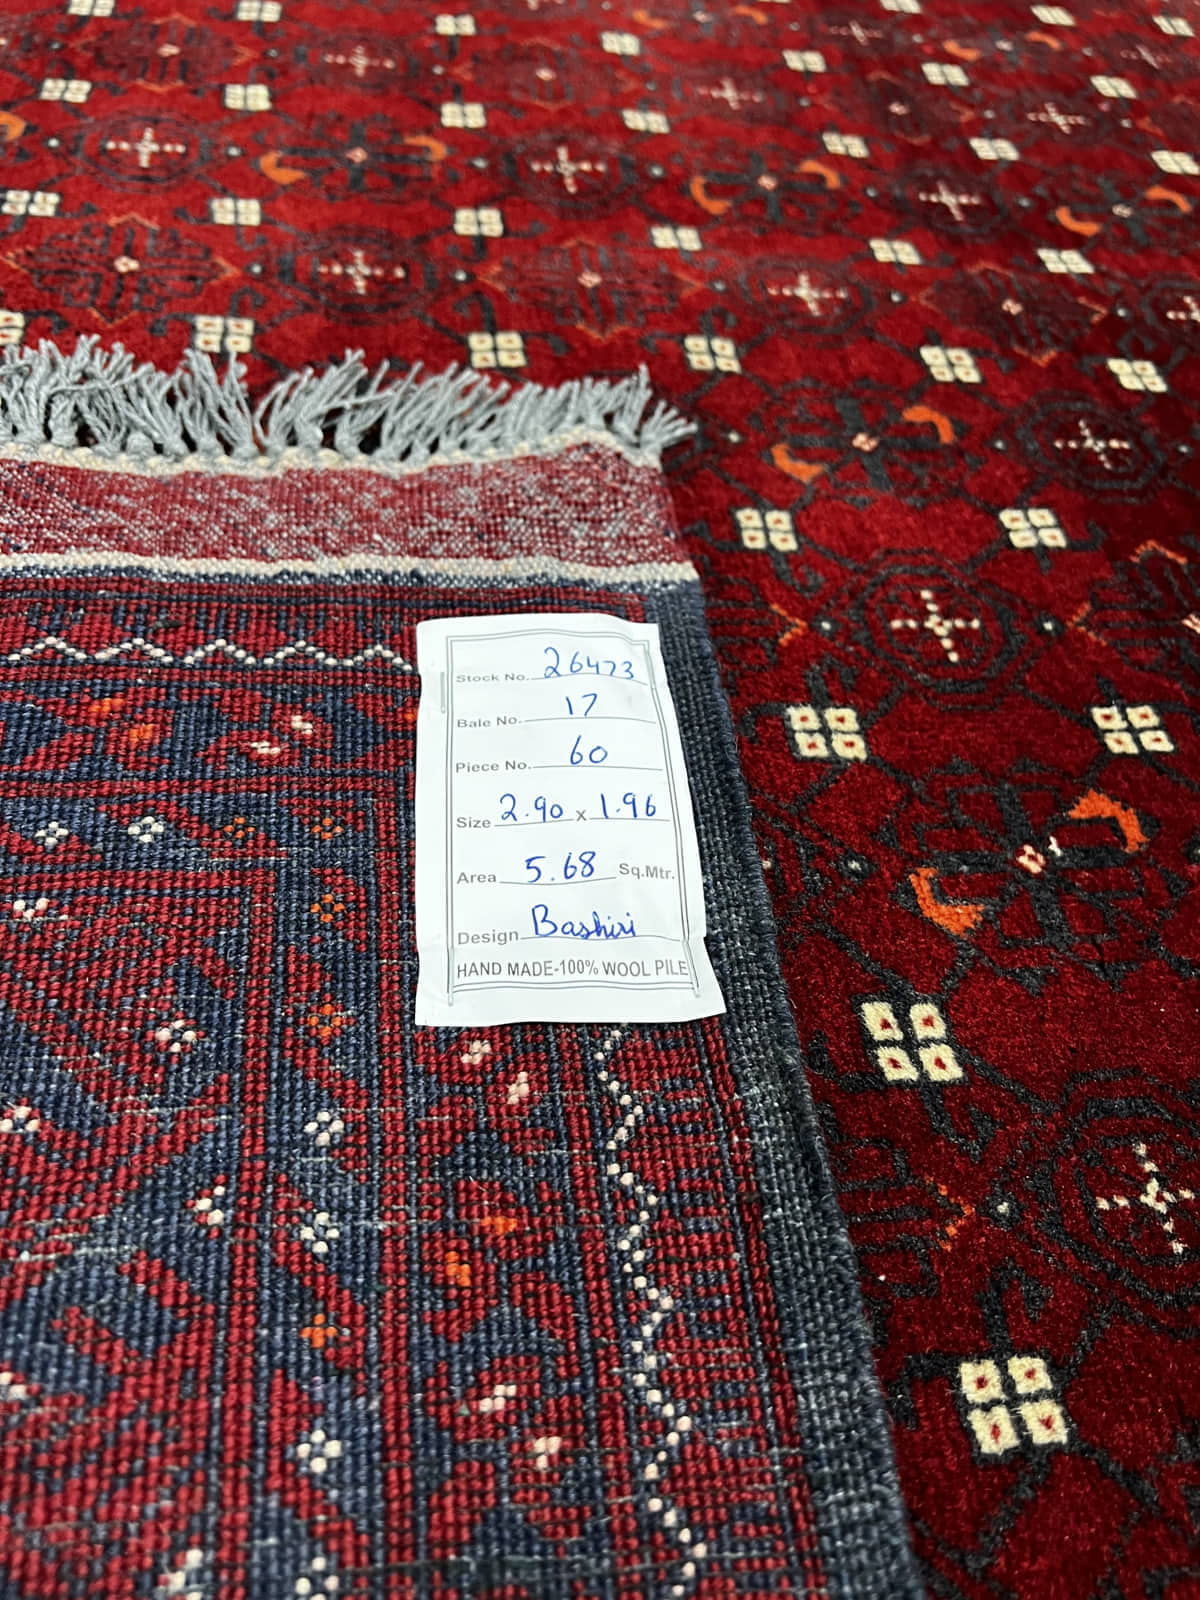 Stock No. 26473
Bale No. 17
Piece No. 60
Size 2.90 x 1.96
Area 5.68 Sq.Mtr.
Design Bashiri
HAND MADE-100% WOOL PILE